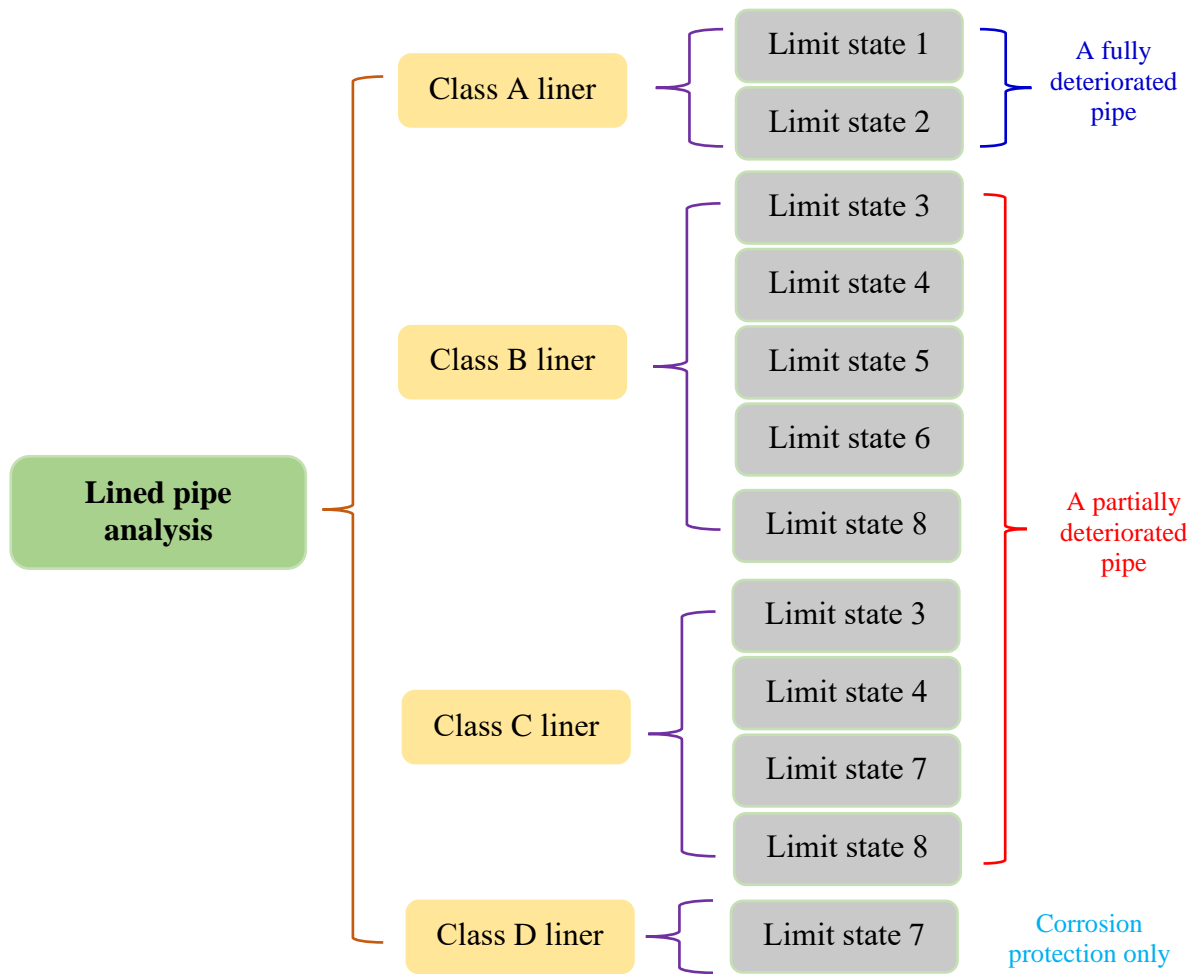 Lined pipe
analysis
Class A liner
Limit state 1
Limit state 2
A fully
deteriorated
pipe
Class B liner
Limit state 3
Limit state 4
Limit state 5
Limit state 6
Limit state 8
Class C liner
Limit state 3
Limit state 4
Limit state 7
Limit state 8
A partially
deteriorated
pipe
Class D liner
Limit state 7
Corrosion
protection only